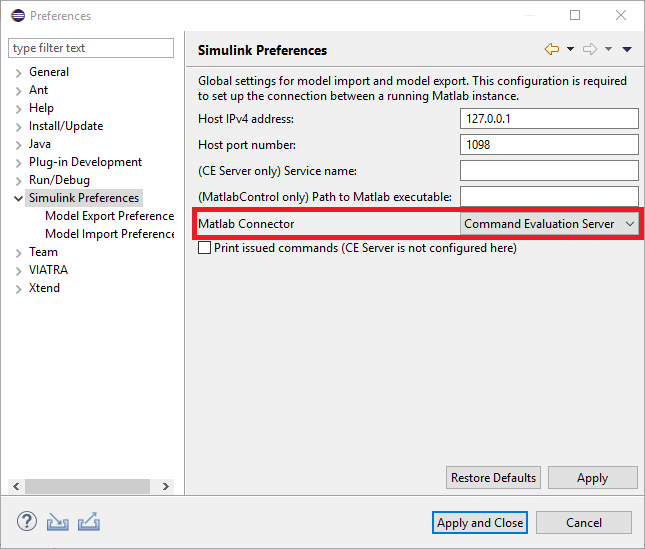 Preferences
type filter text
General
Ant
Help
Install/Update
Java
Plug-in Development
Run/Debug
Simulink Preferences
Model Export Preference
Model Import Preference
Team
VIATRA
Xtend
Simulink Preferences
Global settings for model import and model export. This configuration is required
to set up the connection between a running Matlab instance.
Host IPv4 address: 127.0.0.1
Host port number: 1098
(CE Server only) Service name:
(MatlabControl only) Path to Matlab executable:
Matlab Connector Command Evaluation Server
Print issued commands (CE Server is not configured here)
Restore Defaults Apply
Apply and Close Cancel